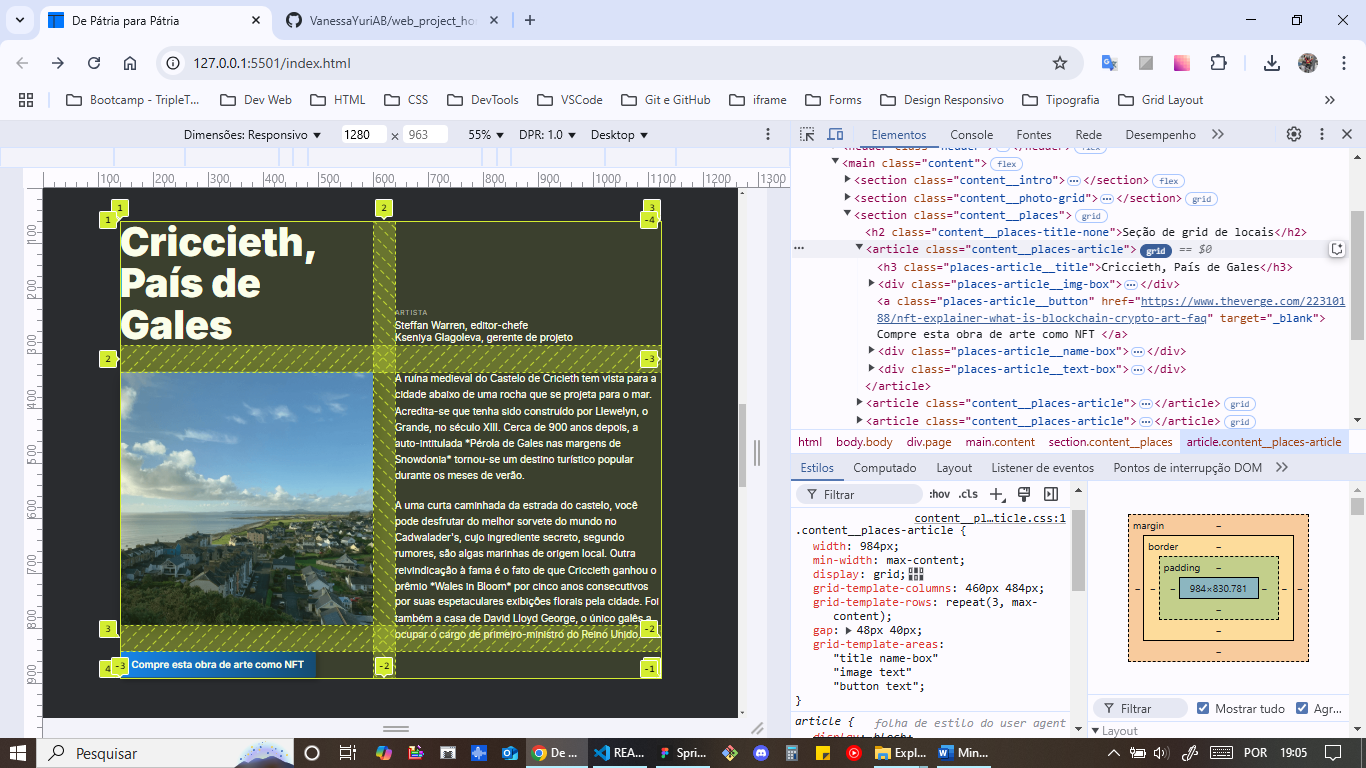 De Pátria para Pátria
VanessaYuriAB/web_project_ho
127.0.0.1:5501/index.html
Bootcamp - TripleT...
Dev Web
HTML
CSS
DevTools
VSCode
Git e GitHub
iframe
Forms
Design Responsivo
Tipografia
Grid Layout
Dimensões: Responsivo
1280
×
963
55%
DPR: 1.0
Desktop
100 200 300 400 500 600 700 800 900 1000 1100 1200 1300
100
200
300
400
500
600
700
800
900
1
2
3
1
-4
Criccieth,
País de
Gales
ARTISTA
Steffan Warren, editor-chefe
Kseniya Glagoleva, gerente de projeto
2
-3
A ruína medieval do Castelo de Cricieth tem vista para a
cidade abaixo de uma rocha que se projeta para o mar.
Acredita-se que tenha sido construído por Llewelyn, o
Grande, no século XIII. Cerca de 900 anos depois, a
auto-intitulada *Pérola de Gales nas margens de
Snowdonia* tornou-se um destino turístico popular
durante os meses de verão.
A uma curta caminhada da estrada do castelo, você
pode desfrutar do melhor sorvete do mundo no
Cadwalader's, cujo ingrediente secreto, segundo
rumores, são algas marinhas de origem local. Outra
reivindicação à fama é o fato de que Criccieth ganhou o
prêmio *Wales in Bloom* por cinco anos consecutivos
por suas espetaculares exibições florais pela cidade. Foi
também a casa de David Lloyd George, o único galês a
ocupar o cargo de primeiro-ministro do Reino Unido.
3
-2
4
-3
Compre esta obra de arte como NFT
-2
-1
Elementos
Console
Fontes
Rede
Desempenho
<main class="content">
flex
<section class="content__intro">
</section>
flex
<section class="content__photo-grid">
</section>
grid
<section class="content__places">
grid
<h2 class="content__places-title-none">Seção de grid de locais</h2>
<article class="content__places-article">
grid
== $0
<h3 class="places-article__title">Criccieth, País de Gales</h3>
<div class="places-article__img-box">
</div>
<a class="places-article__button" href="https://www.theverge.com/223101
88/nft-explainer-what-is-blockchain-crypto-art-faq" target="_blank">
Compre esta obra de arte como NFT </a>
<div class="places-article__name-box">
</div>
<div class="places-article__text-box">
</div>
</article>
<article class="content__places-article">
</article>
grid
<article class="content__places-article">
</article>
grid
html
body.body
div.page
main.content
section.content__places
article.content__places-article
Estilos
Computado
Layout
Listener de eventos
Pontos de interrupção DOM
Filtrar
:hov
.cls
content__pl…ticle.css:1
.content__places-article {
width: 984px;
min-width: max-content;
display: grid;
grid-template-columns: 460px 484px;
grid-template-rows: repeat(3, max-
content);
gap: 48px 40px;
grid-template-areas:
"title name-box"
"image text"
"button text";
}
article {
folha de estilo do user agent
margin
–
border
–
padding
–
984×830.781
Filtrar
Mostrar tudo
Agr...
Layout
Pesquisar
De ...
REA...
Spri...
Expl...
Min...
POR
19:05